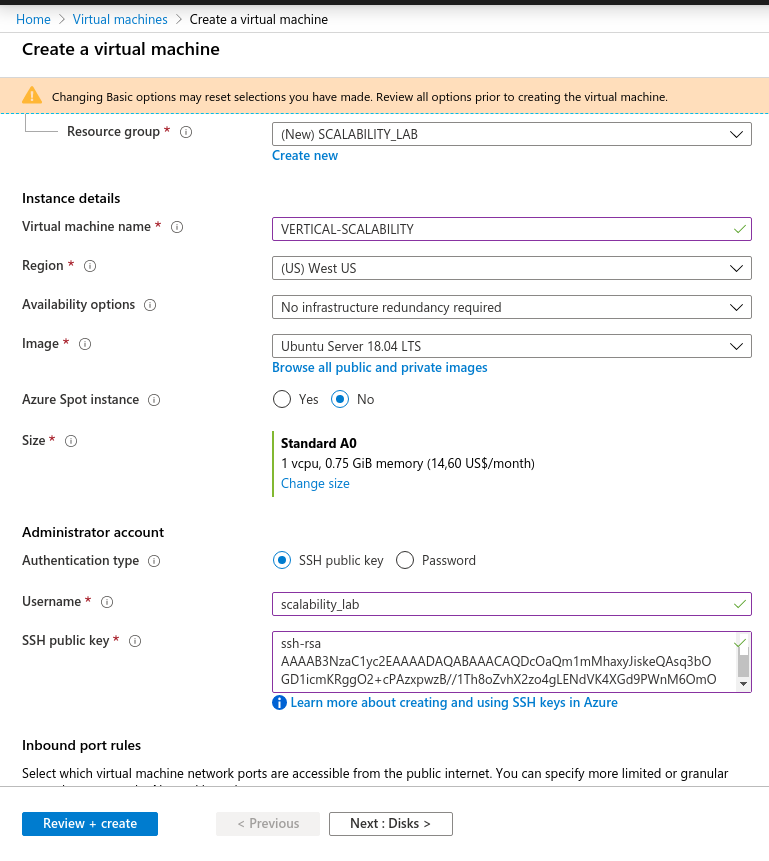 Home > Virtual machines > Create a virtual machine
Create a virtual machine
Changing Basic options may reset selections you have made. Review all options prior to creating the virtual machine.
Resource group *
(New) SCALABILITY_LAB
Create new
Instance details
Virtual machine name *
VERTICAL-SCALABILITY
Region *
(US) West US
Availability options
No infrastructure redundancy required
Image *
Ubuntu Server 18.04 LTS
Browse all public and private images
Azure Spot instance
Yes No
Size *
Standard A0
1 vcpu, 0.75 GiB memory (14,60 US$/month)
Change size
Administrator account
Authentication type
SSH public key Password
Username *
scalability_lab
SSH public key *
ssh-rsa
AAAAB3NzaC1yc2EAAAADAQABAAACAQDcOaQm1mMhaxyJiskeQAsq3bO
GD1icmKRggO2+cPAzxpwzB//1Th8oZvhX2zo4gLENdVK4XGd9PWnM6OmO
Learn more about creating and using SSH keys in Azure
Inbound port rules
Select which virtual machine network ports are accessible from the public internet. You can specify more limited or granular
Review + create
< Previous
Next : Disks >